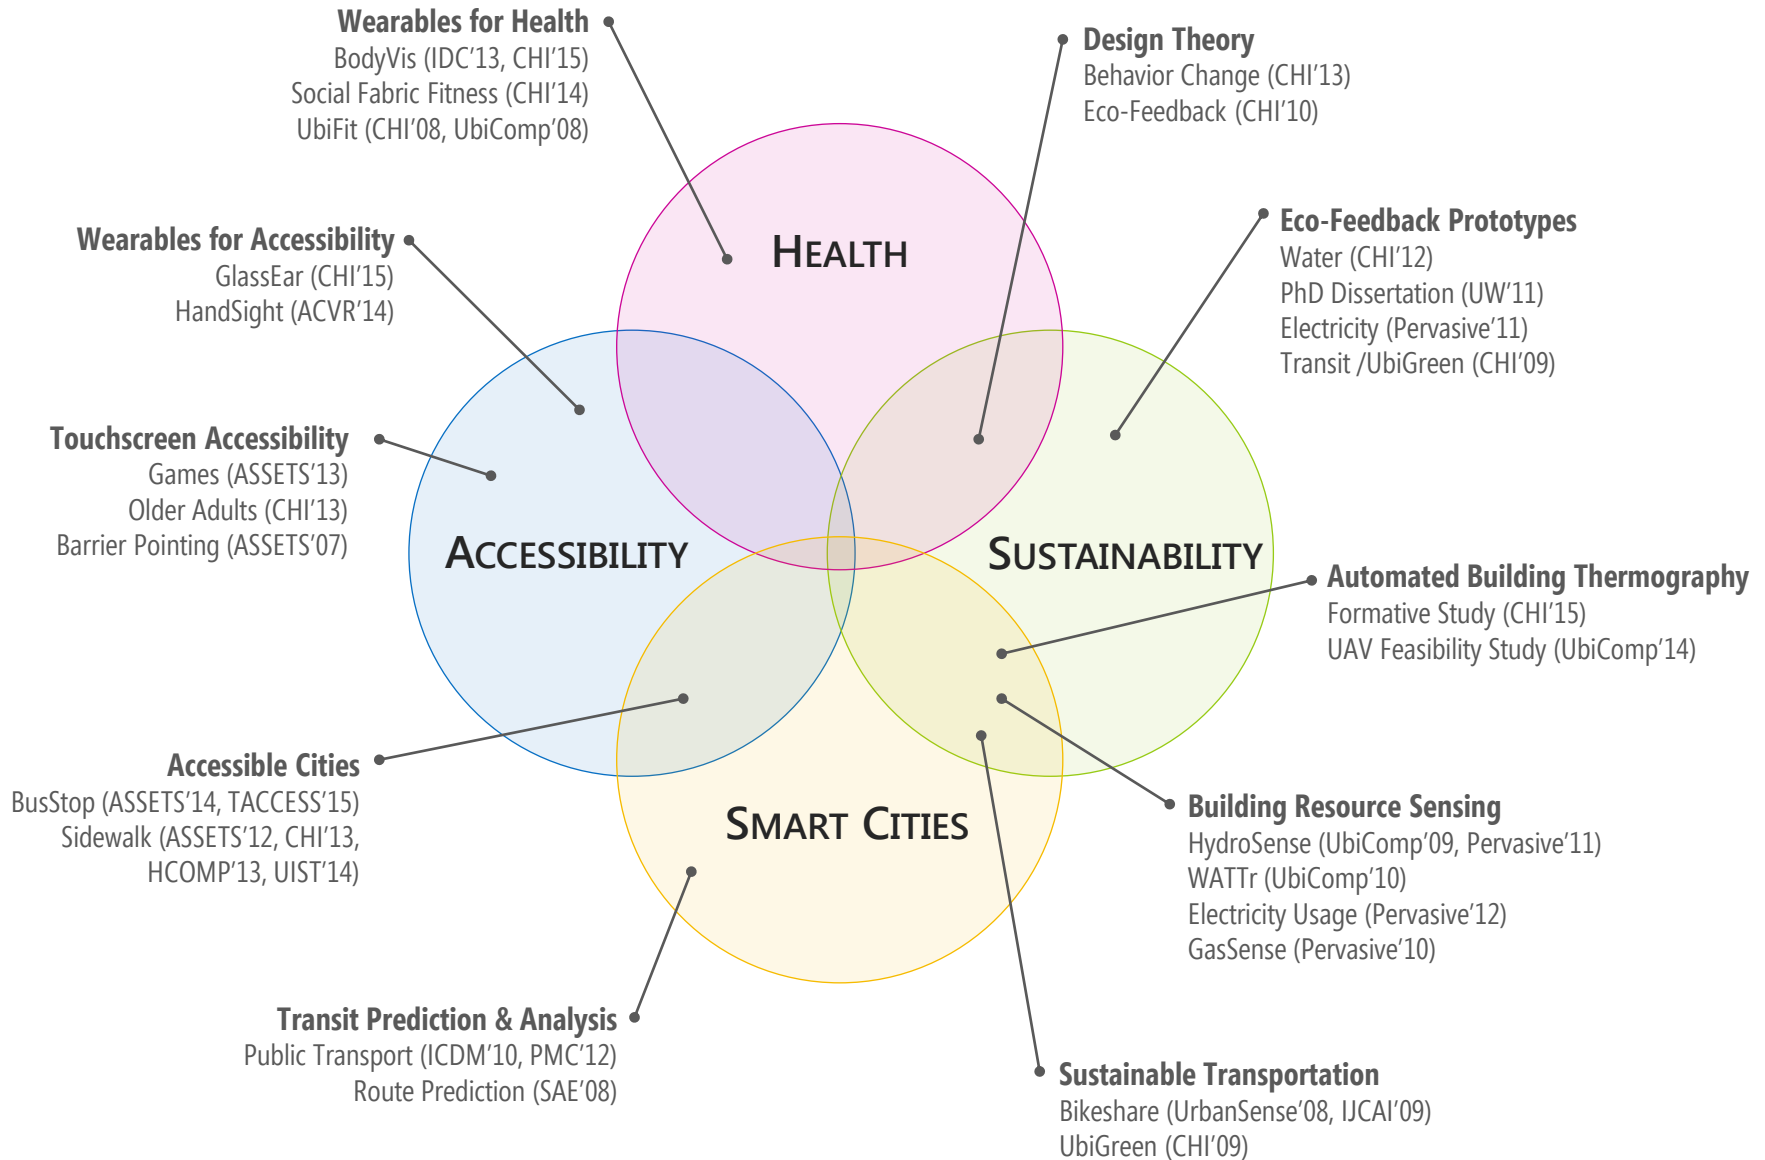 Wearables for Health
BodyVis (IDC'13, CHI'15)
Social Fabric Fitness (CHI'14)
UbiFit (CHI'08, UbiComp'08)
Design Theory
Behavior Change (CHI'13)
Eco-Feedback (CHI'10)
Wearables for Accessibility
GlassEar (CHI'15)
HandSight (ACVR'14)
Eco-Feedback Prototypes
Water (CHI'12)
PhD Dissertation (UW'11)
Electricity (Pervasive'11)
Transit /UbiGreen (CHI'09)
Touchscreen Accessibility
Games (ASSETS'13)
Older Adults (CHI'13)
Barrier Pointing (ASSETS'07)
HEALTH
ACCESSIBILITY
SUSTAINABILITY
SMART CITIES
Automated Building Thermography
Formative Study (CHI'15)
UAV Feasibility Study (UbiComp'14)
Accessible Cities
BusStop (ASSETS'14, TACCESS'15)
Sidewalk (ASSETS'12, CHI'13,
HCOMP'13, UIST'14)
Building Resource Sensing
HydroSense (UbiComp'09, Pervasive'11)
WATTr (UbiComp'10)
Electricity Usage (Pervasive'12)
GasSense (Pervasive'10)
Transit Prediction & Analysis
Public Transport (ICDM'10, PMC'12)
Route Prediction (SAE'08)
Sustainable Transportation
Bikeshare (UrbanSense'08, IJCAI'09)
UbiGreen (CHI'09)